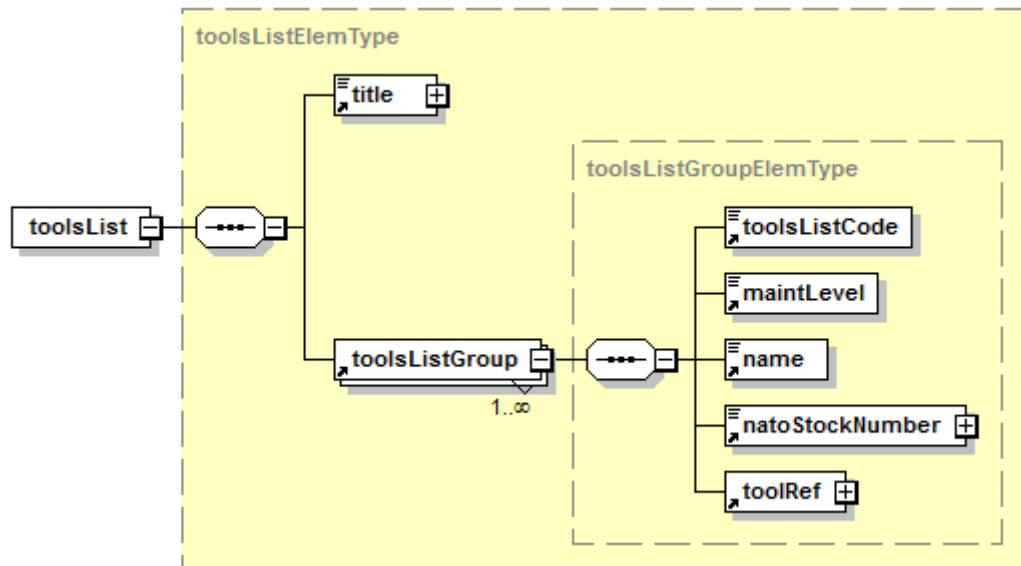 toolsListElemType
title
toolsListGroupElemType
toolsListCode
toolsList
maintLevel
toolsListGroup
name
1..∞
natoStockNumber
toolRef